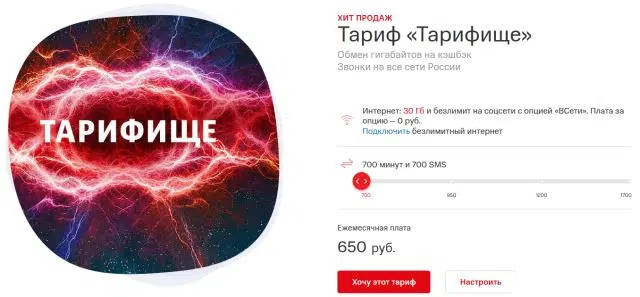 ТАРИФИЩЕ
ХИТ ПРОДАЖ
Тариф «Тарифище»
Обмен гигабайтов на кэшбэк
Звонки на все сети России
Интернет: 30 Гб и безлимит на соцсети с опцией «ВСети». Плата за
опцию – 0 руб.
Подключить безлимитный интернет
700 минут и 700 SMS
700 950 1200 1700
Ежемесячная плата
650 руб.
Хочу этот тариф Настроить